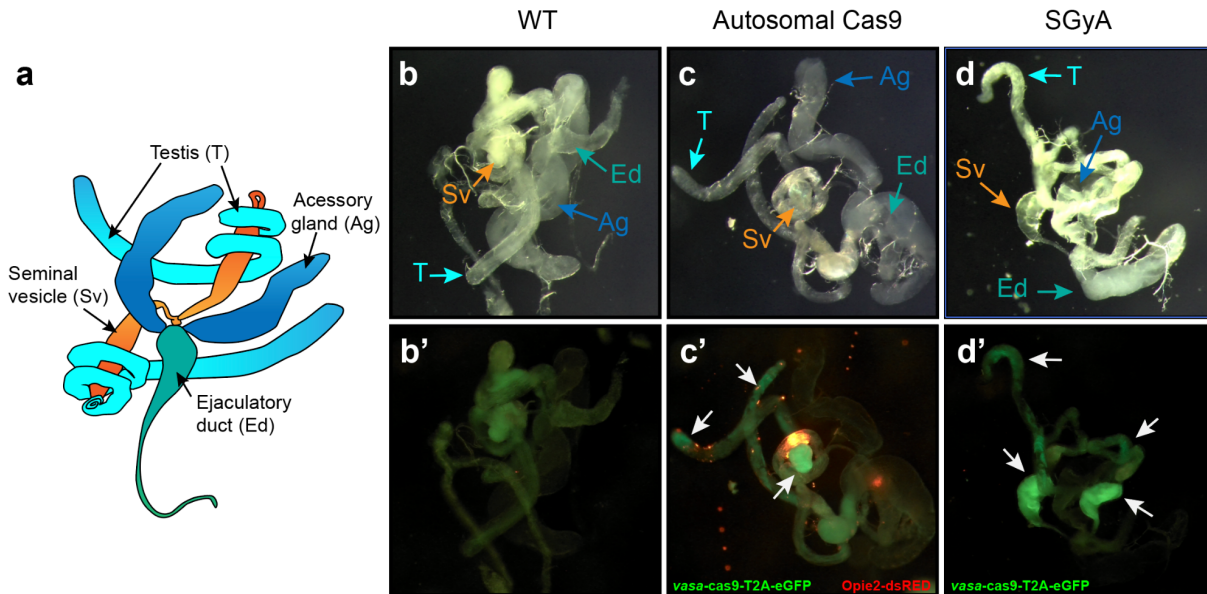 WT
Autosomal Cas9
SGyA
a
Testis (T)
Acessory
gland (Ag)
Seminal
vesicle (Sv)
Ejaculatory
duct (Ed)
b
Sv
Ed
Ag
T
c
Ag
T
Ed
Sv
d
T
Ag
Sv
Ed
b'
c'
vasa-cas9-T2A-eGFP
Opie2-dsRED
d'
vasa-cas9-T2A-eGFP